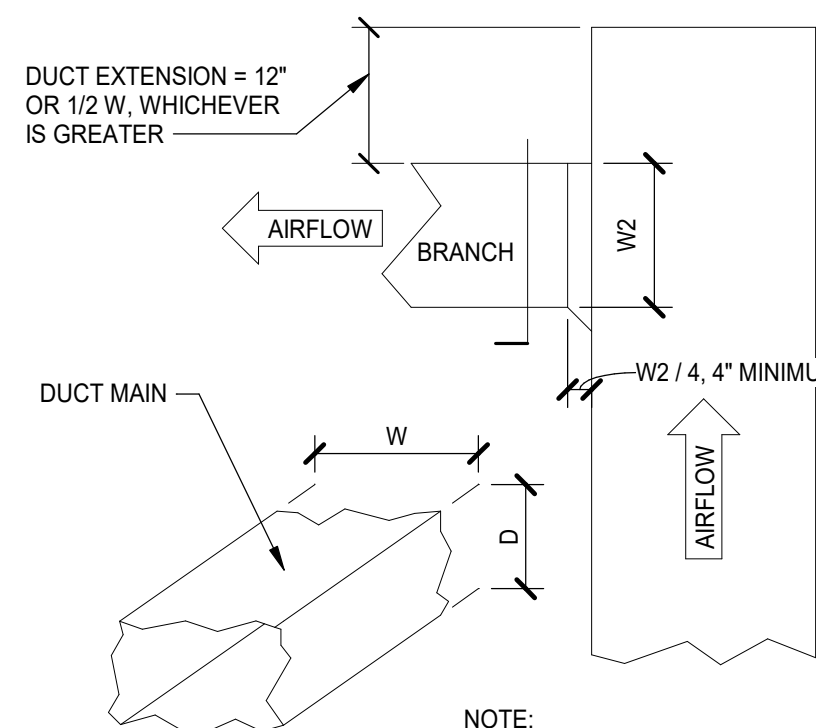 DUCT EXTENSION = 12"
OR 1/2 W, WHICHEVER
IS GREATER
AIRFLOW
BRANCH
W2
W2 / 4, 4"
DUCT MAIN
W
D
AIRFLOW
NOTE: